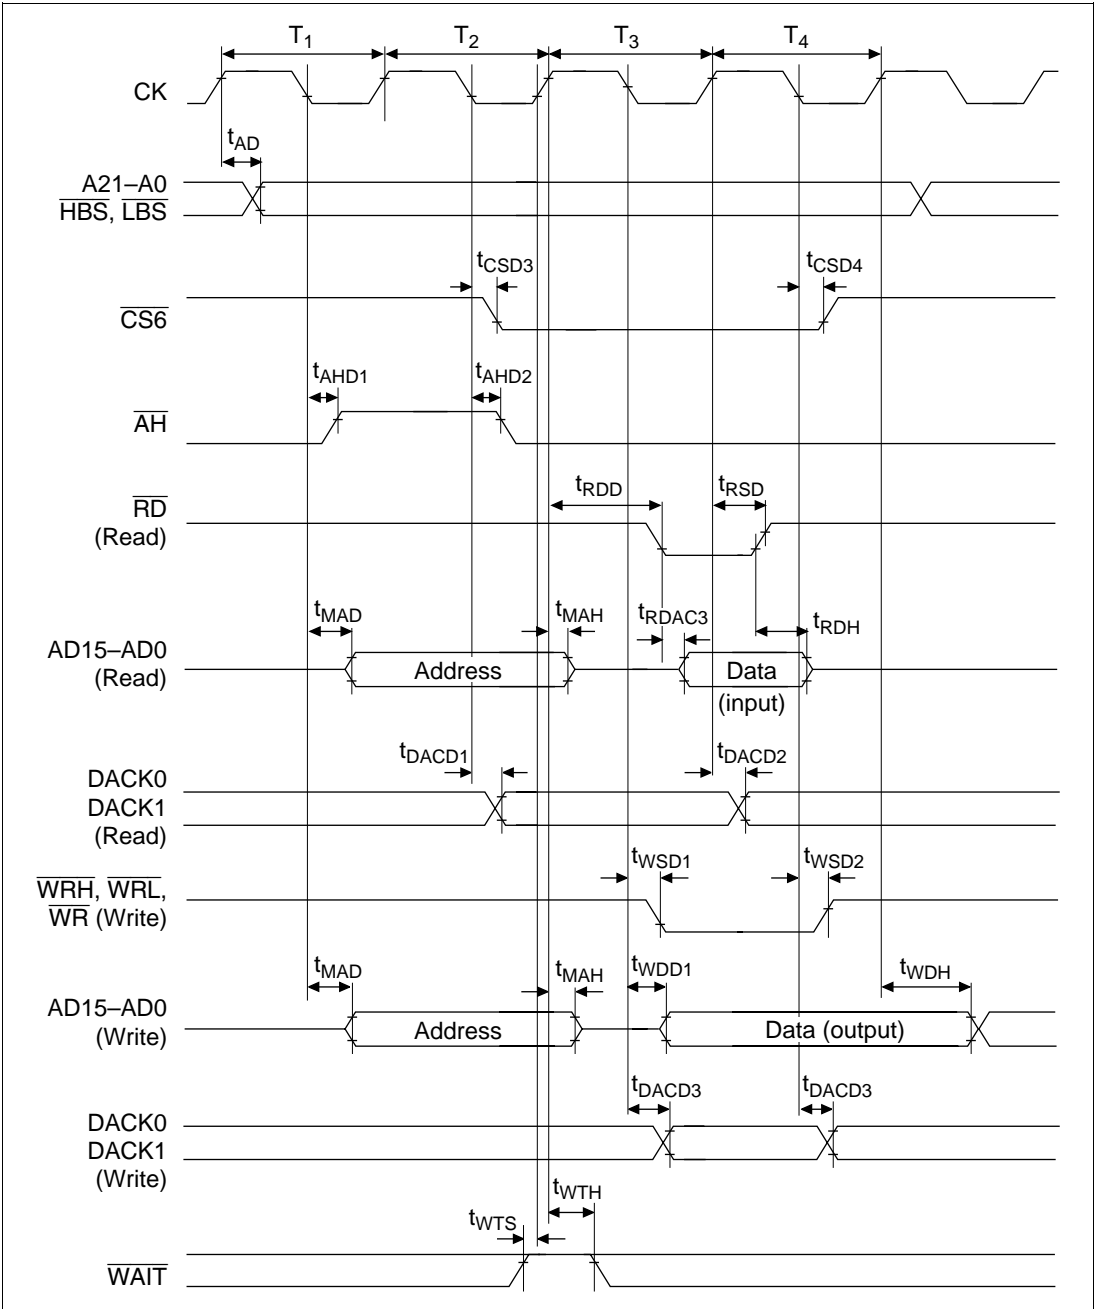 T1 T2 T3 T4
CK
tAD
A21–A0
HBS, LBS
tCSD3 tCSD4
CS6
tAHD1 tAHD2
AH
tRDD tRSD
RD
(Read)
tMAD tMAH tRDAC3 tRDH
AD15–AD0
(Read)
Address Data
(input)
tDACD1 tDACD2
DACK0
DACK1
(Read)
tWSD1 tWSD2
WRH, WRL,
WR (Write)
tMAD tMAH tWDD1 tWDH
AD15–AD0
(Write)
Address Data (output)
tDACD3 tDACD3
DACK0
DACK1
(Write)
tWTH
tWTS
WAIT